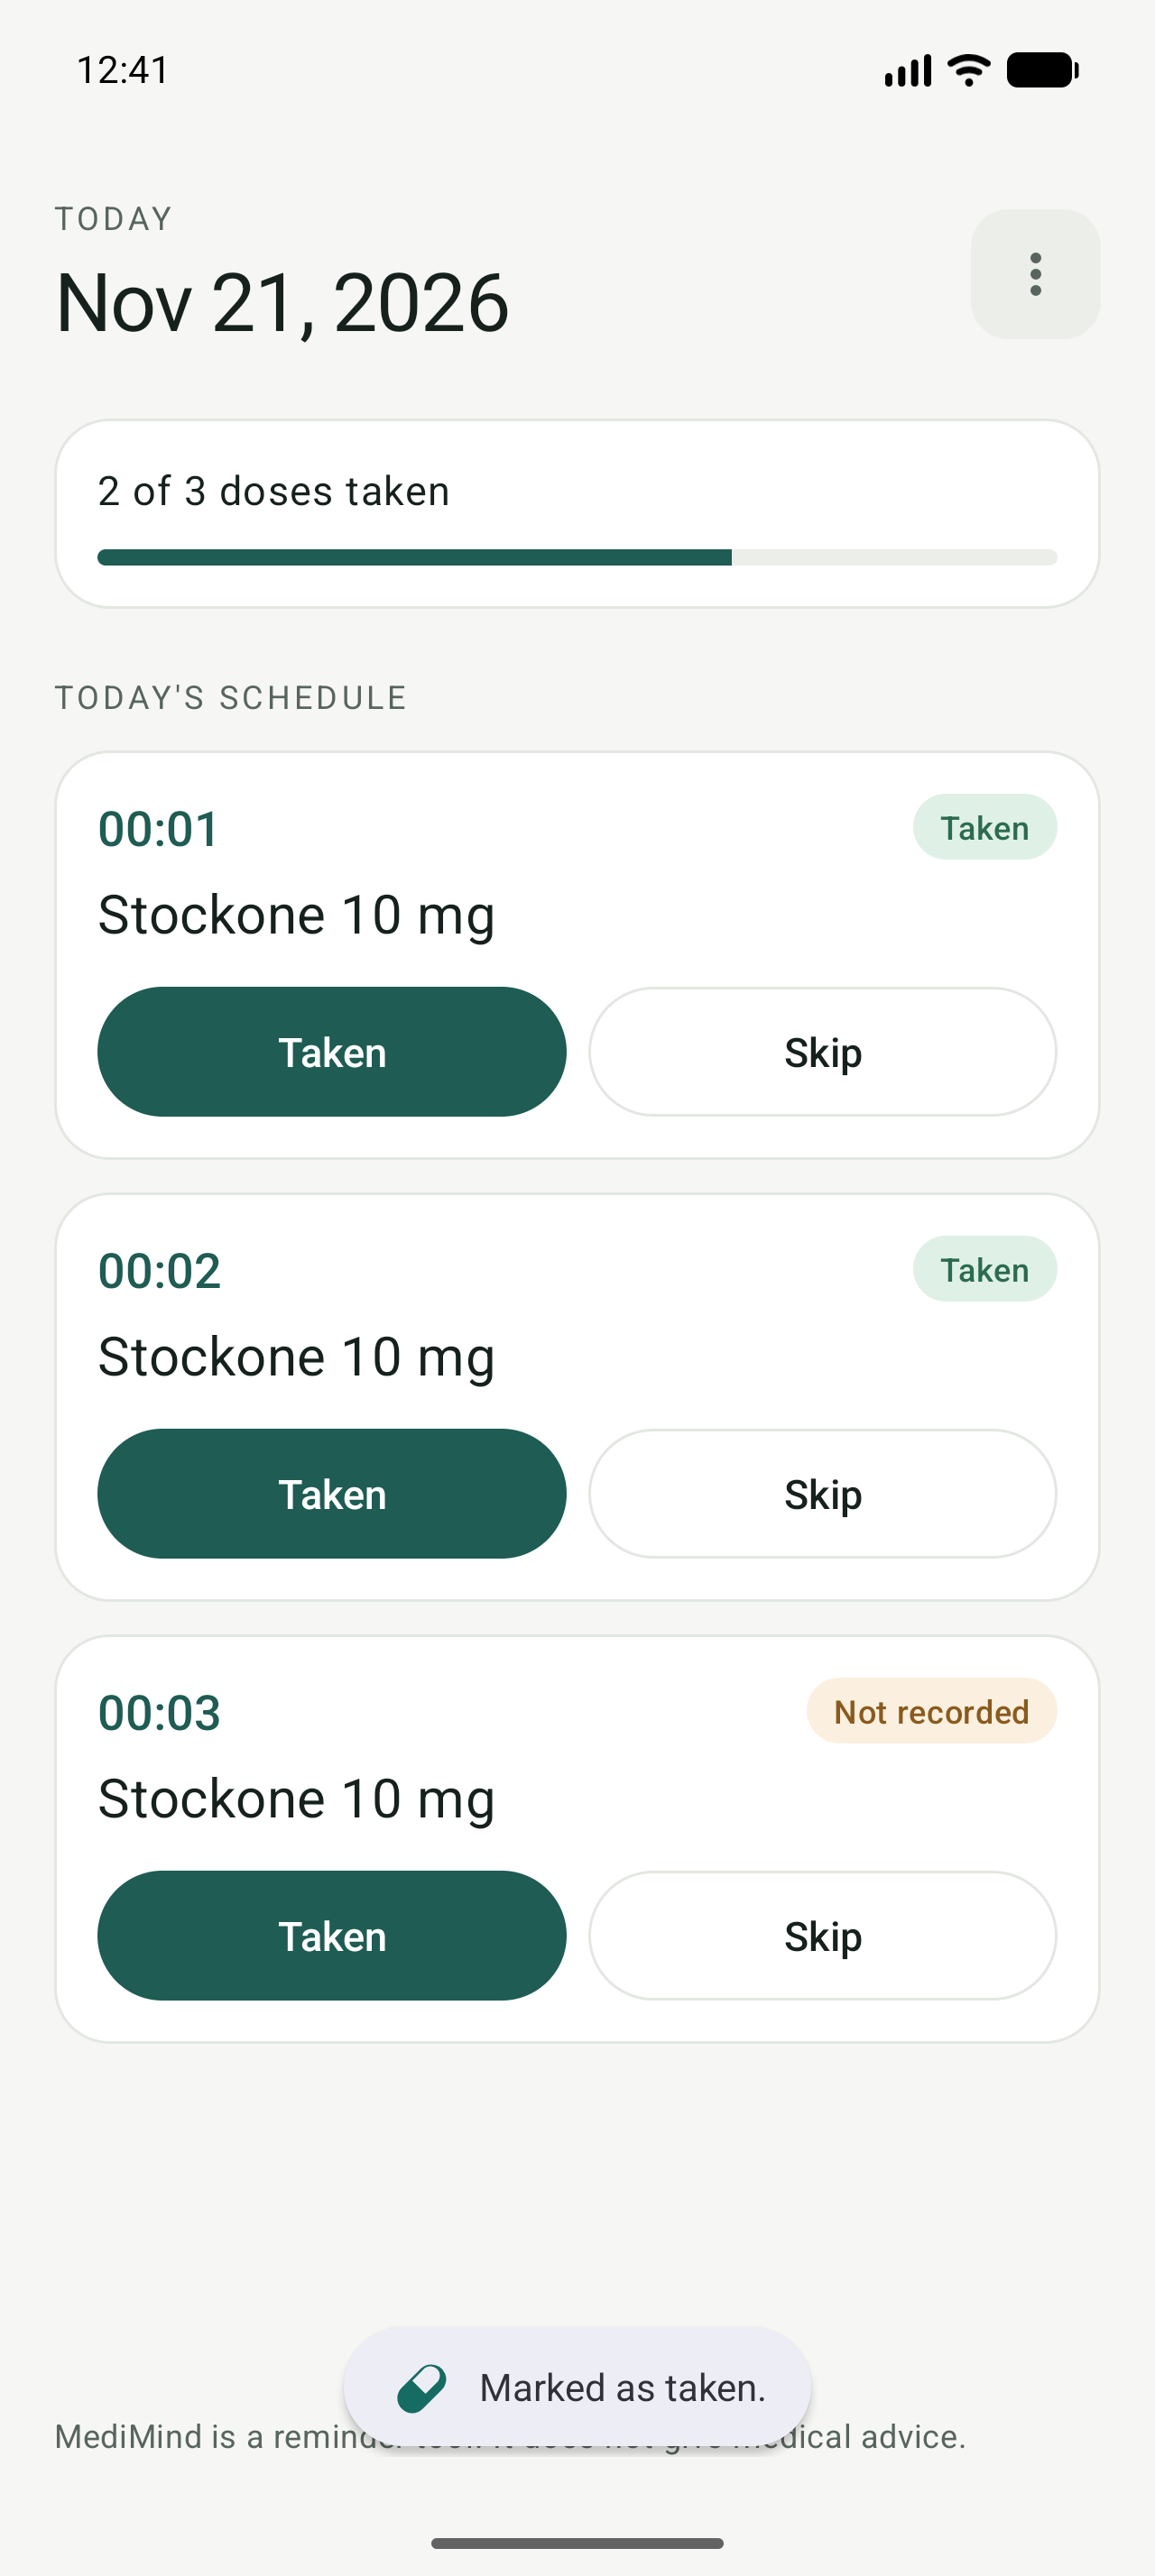 12:41
TODAY
Nov 21, 2026
2 of 3 doses taken
TODAY'S SCHEDULE
00:01
Taken
Stockone 10 mg
Taken
Skip
00:02
Taken
Stockone 10 mg
Taken
Skip
00:03
Not recorded
Stockone 10 mg
Taken
Skip
Marked as taken.
MediMind is a reminder advice.